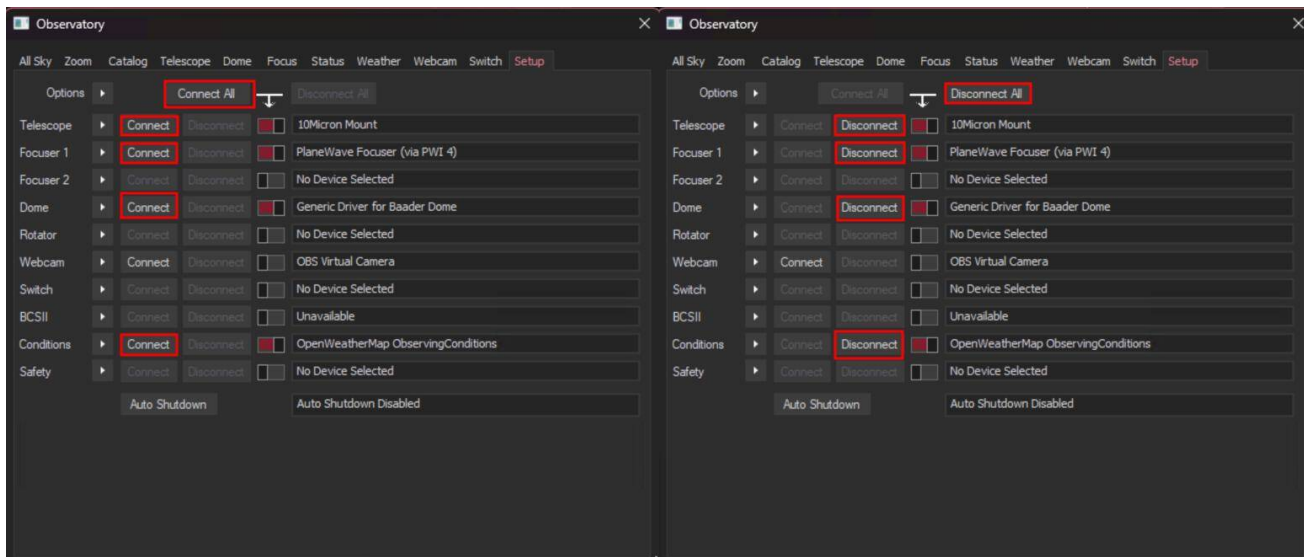 Observatory
All Sky Zoom Catalog Telescope Dome Focus Status Weather Webcam Switch Setup
Options Connect All Disconnect All
Telescope Connect Disconnect 10Micron Mount
Focuser 1 Connect Disconnect PlaneWave Focuser (via PWI 4)
Focuser 2 Connect Disconnect No Device Selected
Dome Connect Disconnect Generic Driver for Baader Dome
Rotator Connect Disconnect No Device Selected
Webcam Connect Disconnect OBS Virtual Camera
Switch Connect Disconnect No Device Selected
BCSII Connect Disconnect Unavailable
Conditions Connect Disconnect OpenWeatherMap ObservingConditions
Safety Connect Disconnect No Device Selected
Auto Shutdown Auto Shutdown Disabled
Observatory
All Sky Zoom Catalog Telescope Dome Focus Status Weather Webcam Switch Setup
Options Connect All Disconnect All
Telescope Connect Disconnect 10Micron Mount
Focuser 1 Connect Disconnect PlaneWave Focuser (via PWI 4)
Focuser 2 Connect Disconnect No Device Selected
Dome Connect Disconnect Generic Driver for Baader Dome
Rotator Connect Disconnect No Device Selected
Webcam Connect Disconnect OBS Virtual Camera
Switch Connect Disconnect No Device Selected
BCSII Connect Disconnect Unavailable
Conditions Connect Disconnect OpenWeatherMap ObservingConditions
Safety Connect Disconnect No Device Selected
Auto Shutdown Auto Shutdown Disabled